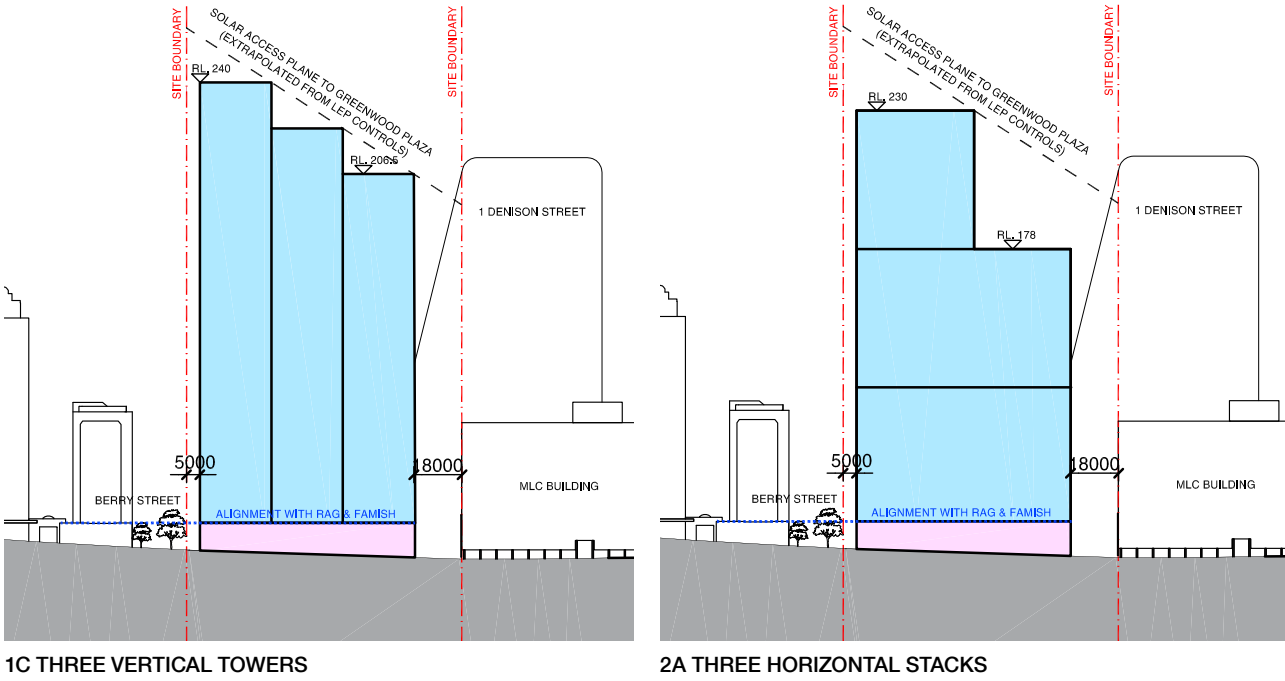 SITE BOUNDARY
SOLAR ACCESS PLANE TO GREENWOOD PLAZA
(EXTRAPOLATED FROM LEP CONTROLS)
SITE BOUNDARY
RL. 240
RL. 206.5
1 DENISON STREET
5000
18000
BERRY STREET
MLC BUILDING
ALIGNMENT WITH RAG & FAMISH
1C THREE VERTICAL TOWERS
SITE BOUNDARY
SOLAR ACCESS PLANE TO GREENWOOD PLAZA
(EXTRAPOLATED FROM LEP CONTROLS)
SITE BOUNDARY
RL. 230
RL. 178
1 DENISON STREET
5000
18000
BERRY STREET
MLC BUILDING
ALIGNMENT WITH RAG & FAMISH
2A THREE HORIZONTAL STACKS